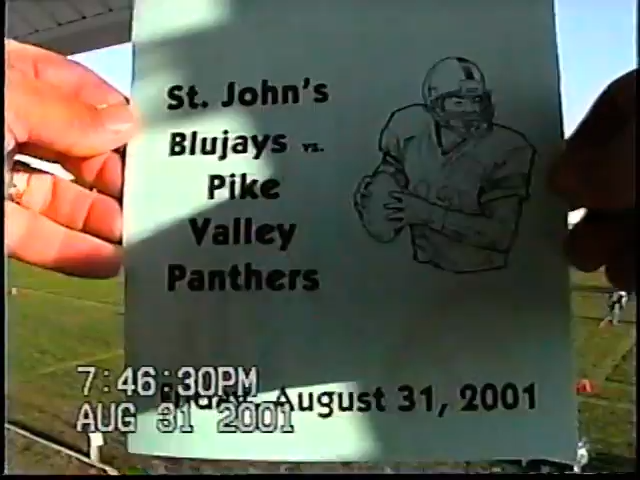 St. John's
Blujays vs.
Pike
Valley
Panthers
August 31, 2001
7:46:30PM
AUG 31 2001